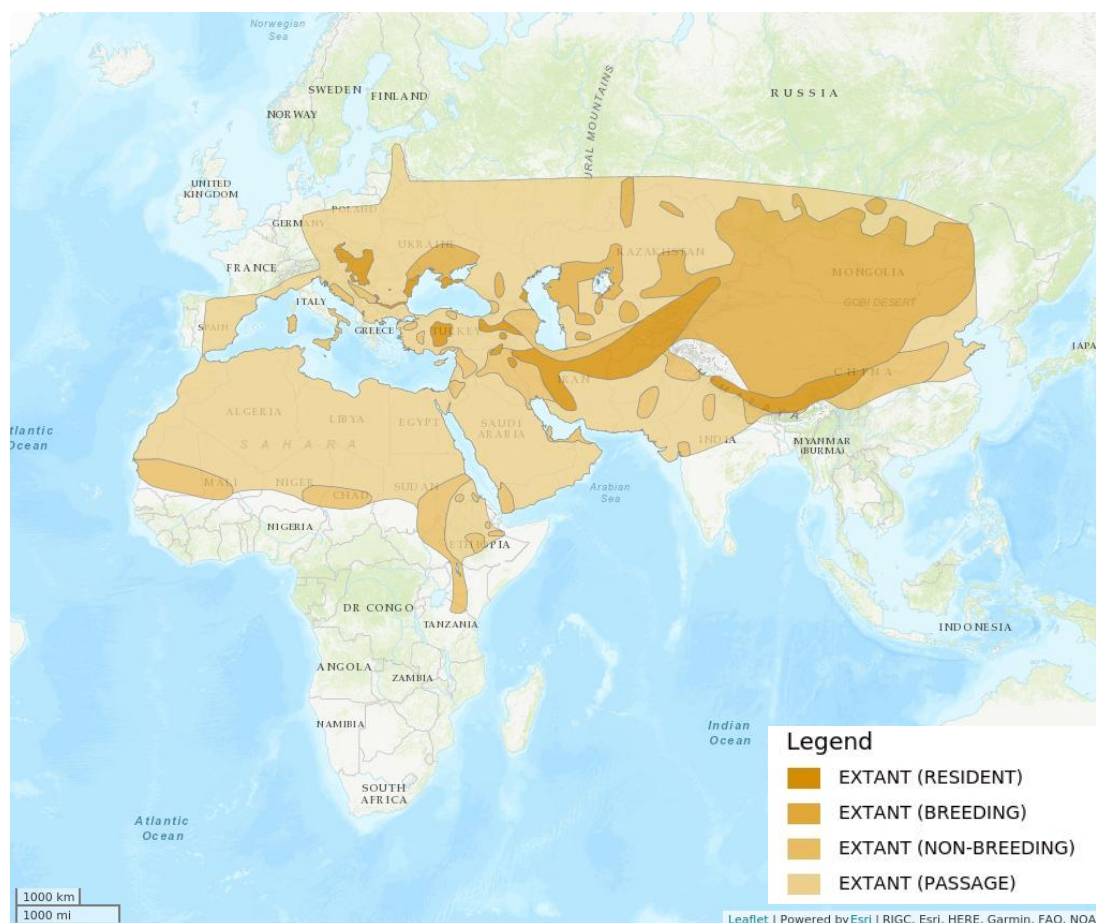 Norwegian
Sea
SWEDEN
FINLAND
NORWAY
RUSSIA
URAL MOUNTAINS
UNITED
KINGDOM
POLAND
GERMANY
UKRAINE
FRANCE
KAZAKHSTAN
MONGOLIA
GOBI DESERT
ITALY
SPAIN
GREECE
TURKEY
JAPA
IRAN
CHINA
HIMALAYA
ALGERIA
LIBYA
EGYPT
SAUDI
ARABIA
SAHARA
INDIA
MYANMAR
(BURMA)
tlantic
Ocean
MALI
NIGER
CHAD
SUDAN
Arabian
Sea
NIGERIA
ETHIOPIA
DR CONGO
TANZANIA
INDONESIA
ANGOLA
ZAMBIA
NAMIBIA
Indian
Ocean
SOUTH
AFRICA
Atlantic
Ocean
Legend
EXTANT (RESIDENT)
EXTANT (BREEDING)
EXTANT (NON-BREEDING)
EXTANT (PASSAGE)
1000 km
1000 mi
Leaflet | Powered by Esri | RIGC, Esri, HERE, Garmin, FAO, NOA